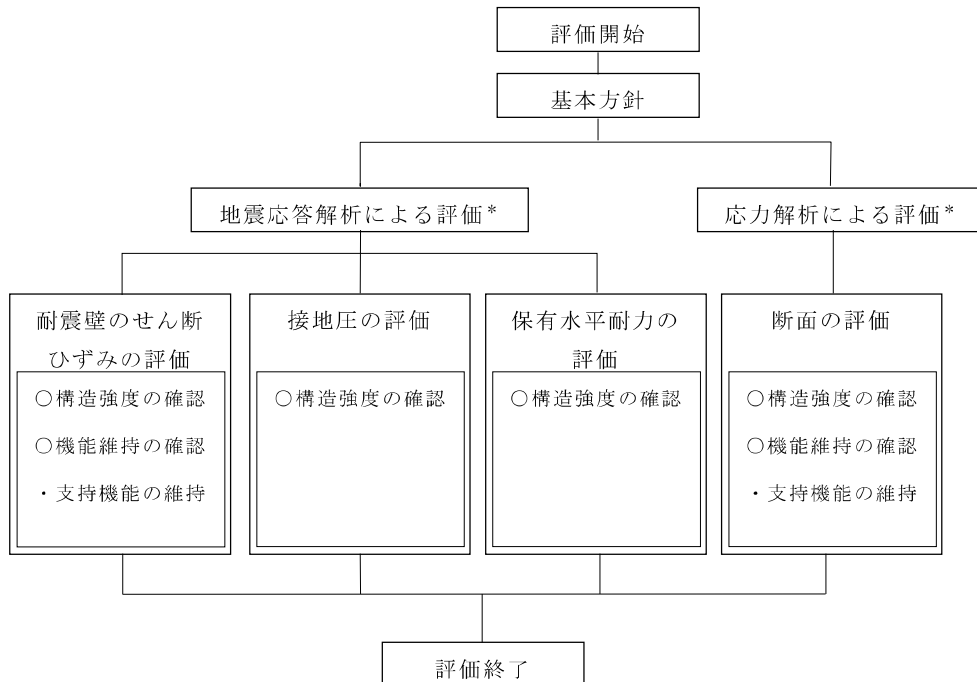 評価開始
基本方針
地震応答解析による評価*
応力解析による評価*
耐震壁のせん断
ひずみの評価
○構造強度の確認
○機能維持の確認
・支持機能の維持
接地圧の評価
○構造強度の確認
保有水平耐力の
評価
○構造強度の確認
断面の評価
○構造強度の確認
○機能維持の確認
・支持機能の維持
評価終了